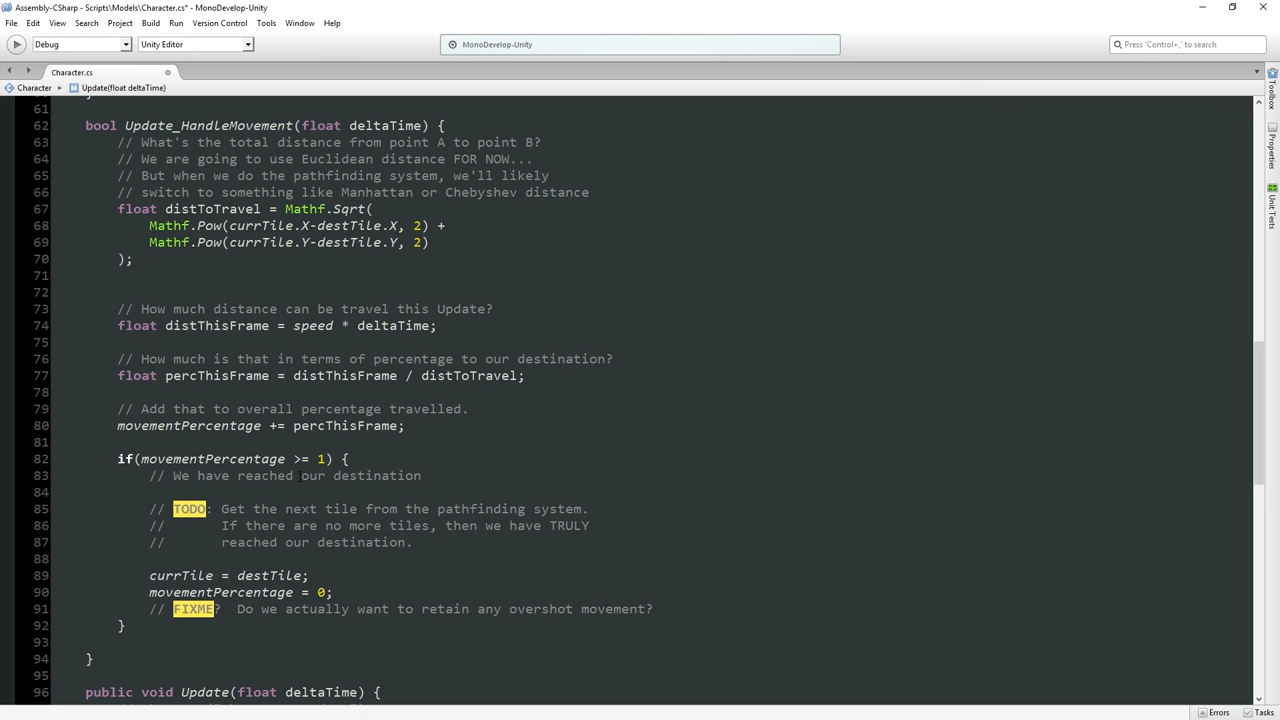 Assembly-CSharp - Scripts\Models\Character.cs* - MonoDevelop-Unity
File Edit View Search Project Build Run Version Control Tools Window Help
Debug Unity Editor MonoDevelop-Unity Press 'Control+,' to search
Character.cs
Character Update(float deltaTime)
61
62 bool Update_HandleMovement(float deltaTime) {
63 // What's the total distance from point A to point B?
64 // We are going to use Euclidean distance FOR NOW...
65 // But when we do the pathfinding system, we'll likely
66 // switch to something like Manhattan or Chebyshev distance
67 float distToTravel = Mathf.Sqrt(
68 Mathf.Pow(currTile.X-destTile.X, 2) +
69 Mathf.Pow(currTile.Y-destTile.Y, 2)
70 );
71
72
73 // How much distance can be travel this Update?
74 float distThisFrame = speed * deltaTime;
75
76 // How much is that in terms of percentage to our destination?
77 float percThisFrame = distThisFrame / distToTravel;
78
79 // Add that to overall percentage travelled.
80 movementPercentage += percThisFrame;
81
82 if(movementPercentage >= 1) {
83 // We have reached our destination
84
85 // TODO: Get the next tile from the pathfinding system.
86 // If there are no more tiles, then we have TRULY
87 // reached our destination.
88
89 currTile = destTile;
90 movementPercentage = 0;
91 // FIXME? Do we actually want to retain any overshot movement?
92 }
93
94 }
95
96 public void Update(float deltaTime) {
Toolbox
Properties
Unit Tests
Errors Tasks